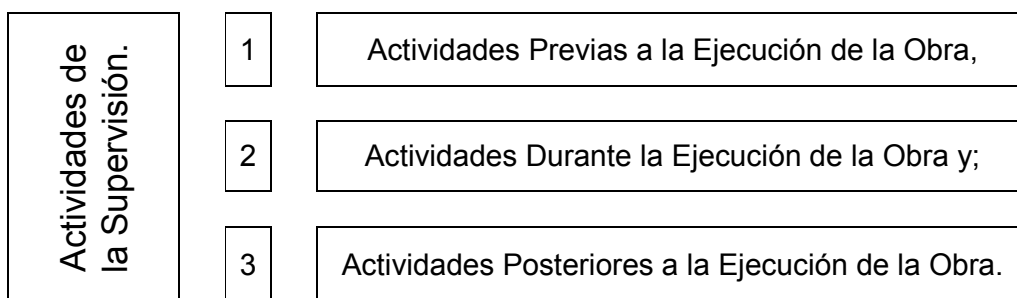 Actividades de
la Supervisión.
1
Actividades Previas a la Ejecución de la Obra,
2
Actividades Durante la Ejecución de la Obra y;
3
Actividades Posteriores a la Ejecución de la Obra.